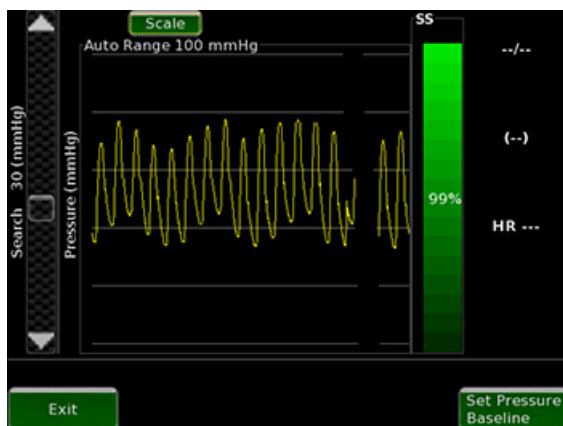 Scale
SS
Auto Range 100 mmHg
--/--
Search 30 (mmHg)
Pressure (mmHg)
(--)
99%
HR ---
Exit
Set Pressure
Baseline